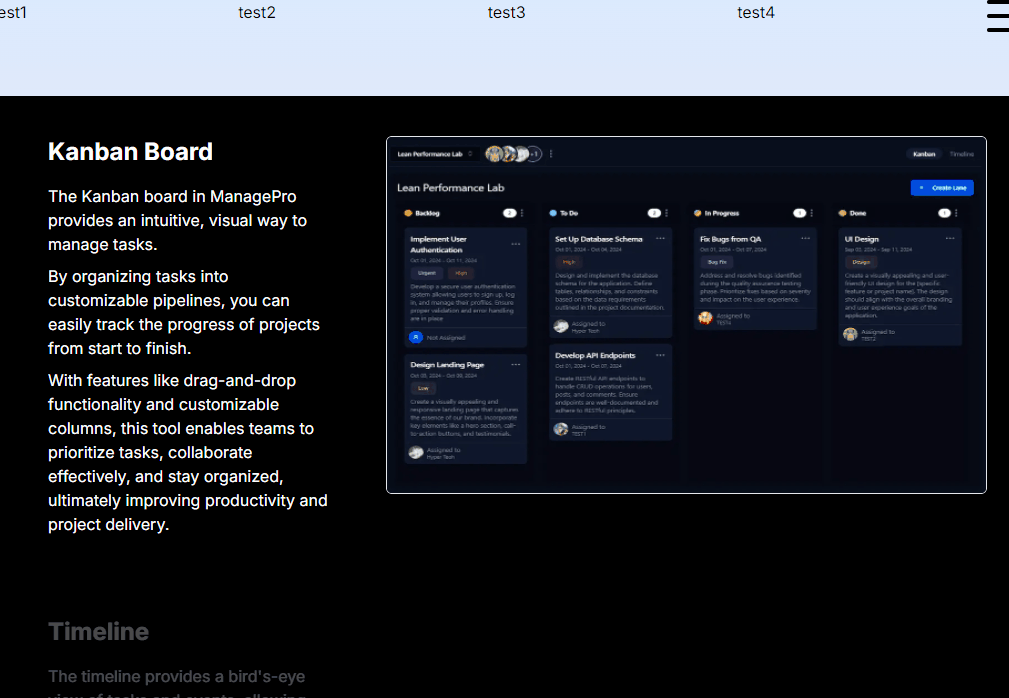 est1 test2 test3 test4
Kanban Board
The Kanban board in ManagePro
provides an intuitive, visual way to
manage tasks.
By organizing tasks into
customizable pipelines, you can
easily track the progress of projects
from start to finish.
With features like drag-and-drop
functionality and customizable
columns, this tool enables teams to
prioritize tasks, collaborate
effectively, and stay organized,
ultimately improving productivity and
project delivery.
Lean Performance Lab +1 Kanban Timeline
Lean Performance Lab Create Lane
Backlog 2
Implement User
Authentication
Oct 01, 2024 - Oct 11, 2024
Urgent High
Develop a secure user authentication
system allowing users to sign up, log
in, and manage their profiles. Ensure
proper validation and error handling
are in place
Not Assigned
Design Landing Page
Oct 03, 2024 - Oct 09, 2024
Low
Create a visually appealing and
responsive landing page that captures
the essence of our brand. Incorporate
key elements like a hero section, call-
to-action buttons, and testimonials.
Assigned to
Hyper Tash
To Do 2
Set Up Database Schema
Oct 01, 2024 - Oct 04, 2024
High
Design and implement the database
schema for the application. Define
tables, relationships, and constraints
based on the data requirements
outlined in the project documentation.
Assigned to
Hyper Tash
Develop API Endpoints
Oct 01, 2024 - Oct 07, 2024
Create RESTful API endpoints to
handle CRUD operations for users,
posts, and comments. Ensure
endpoints are well-documented and
adhere to RESTful principles.
Assigned to
TEST1
In Progress 1
Fix Bugs from QA
Oct 01, 2024 - Oct 07, 2024
Bug Fix
Address and resolve bugs identified
during the quality assurance testing
phase. Prioritize fixes based on severity
and impact on the user experience.
Assigned to
Done 1
UI Design
Sep 03, 2024 - Sep 11, 2024
Design
Create a visually appealing and user-
friendly UI design for the [specific
feature or project name]. The design
should align with the overall branding
and user experience goals of the
application.
Assigned to
TEST2
Timeline
The timeline provides a bird's-eye
view of tasks and events, allowing